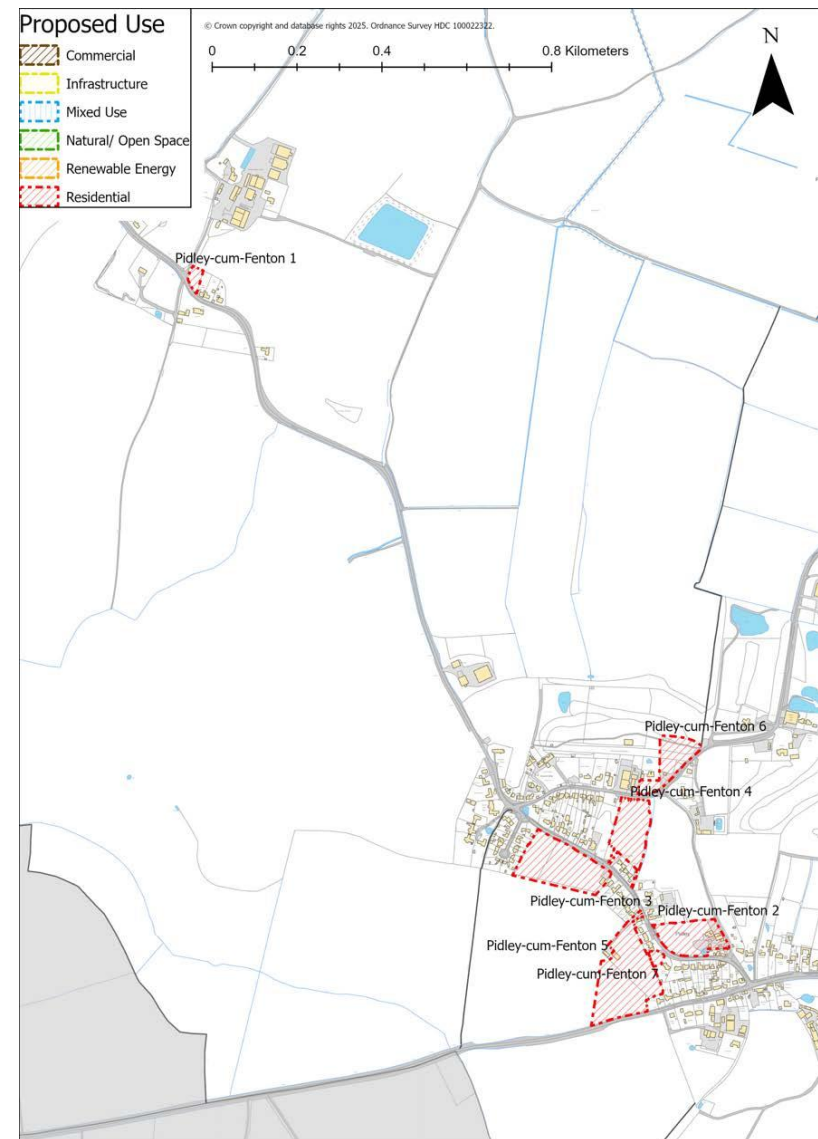 Proposed Use
Commercial
Infrastructure
Mixed Use
Natural/ Open Space
Renewable Energy
Residential
© Crown copyright and database rights 2025. Ordnance Survey HDC 100022322.
0 0.2 0.4 0.8 Kilometers
N
Pidley-cum-Fenton 1
Pidley-cum-Fenton 6
Pidley-cum-Fenton 4
Pidley-cum-Fenton 3
Pidley-cum-Fenton 2
Pidley
Pidley-cum-Fenton 5
Pidley-cum-Fenton 7